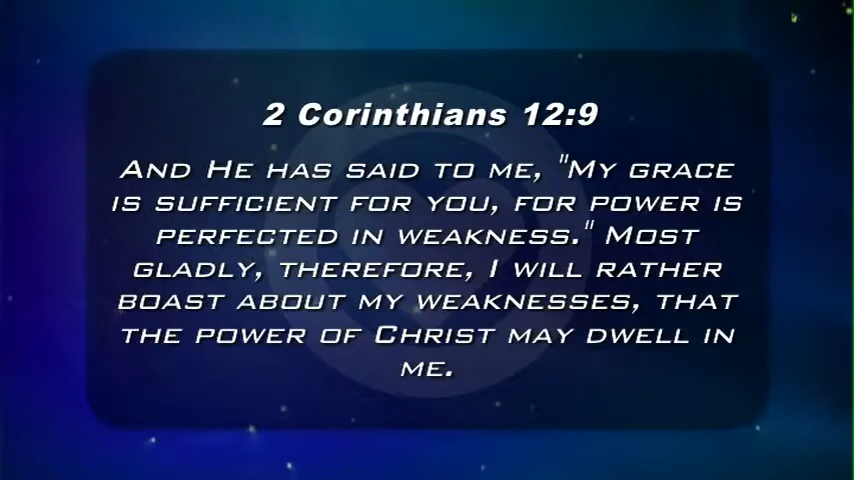 2 Corinthians 12:9
And He has said to me, "My grace
is sufficient for you, for power is
perfected in weakness." Most
gladly, therefore, I will rather
boast about my weaknesses, that
the power of Christ may dwell in
me.